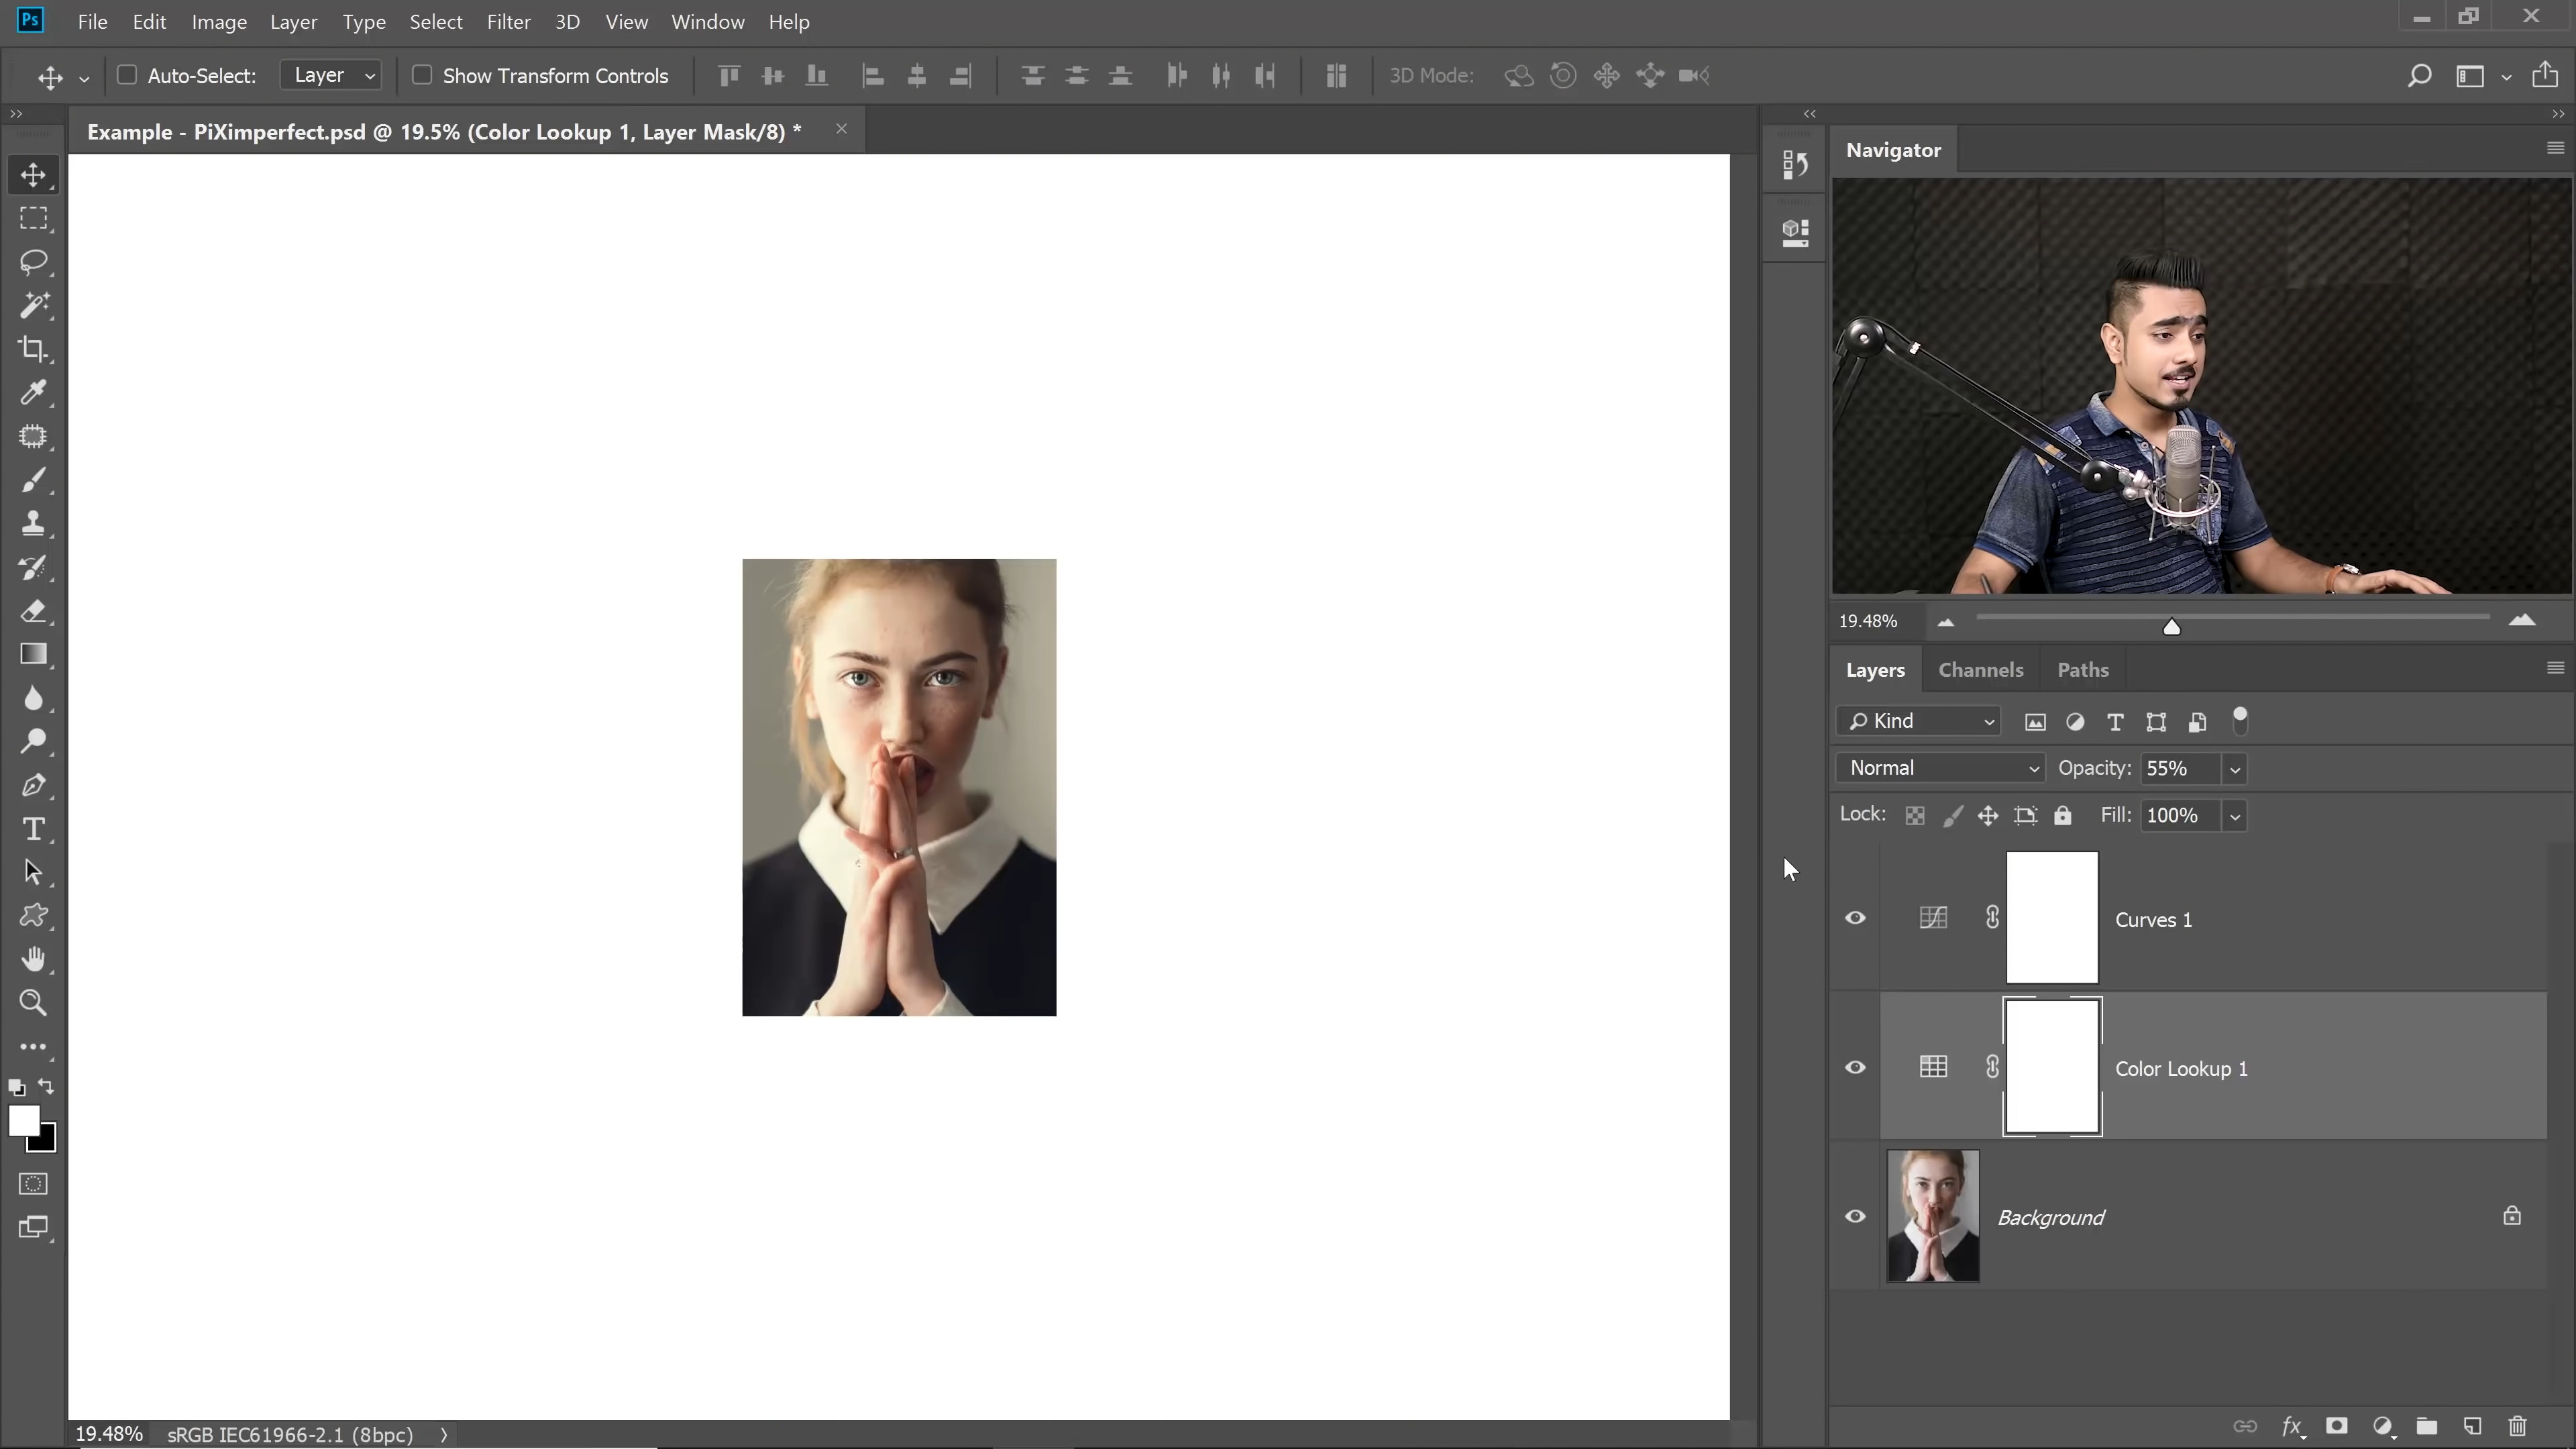 Ps File Edit Image Layer Type Select Filter 3D View Window Help
Auto-Select: Layer Show Transform Controls 3D Mode:
Example - PiXimperfect.psd @ 19.5% (Color Lookup 1, Layer Mask/8) *
Navigator
19.48%
Layers Channels Paths
Kind
Normal Opacity: 55%
Lock: Fill: 100%
Curves 1
Color Lookup 1
Background
fx
19.48% sRGB IEC61966-2.1 (8bpc)